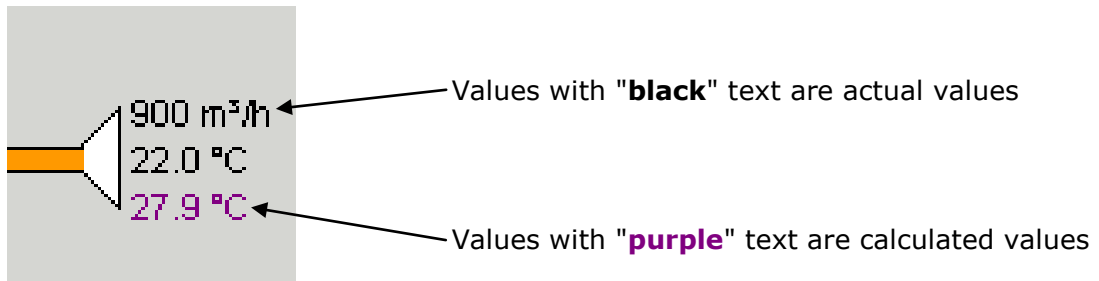 Values with "black" text are actual values
900 m³/h
22.0 °C
27.9 °C
Values with "purple" text are calculated values